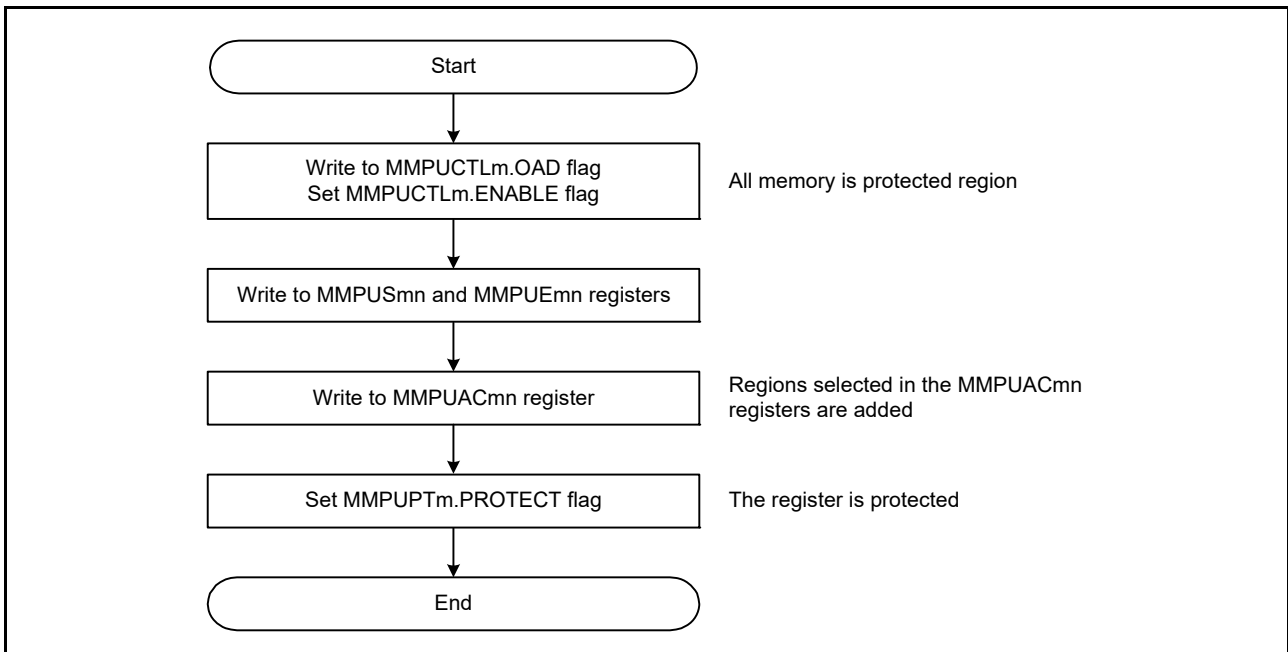 Start
Write to MMPUCTLm.OAD flag
Set MMPUCTLm.ENABLE flag
All memory is protected region
Write to MMPUSmn and MMPUEmn registers
Write to MMPUACmn register
Regions selected in the MMPUACmn
registers are added
Set MMPUPTm.PROTECT flag
The register is protected
End